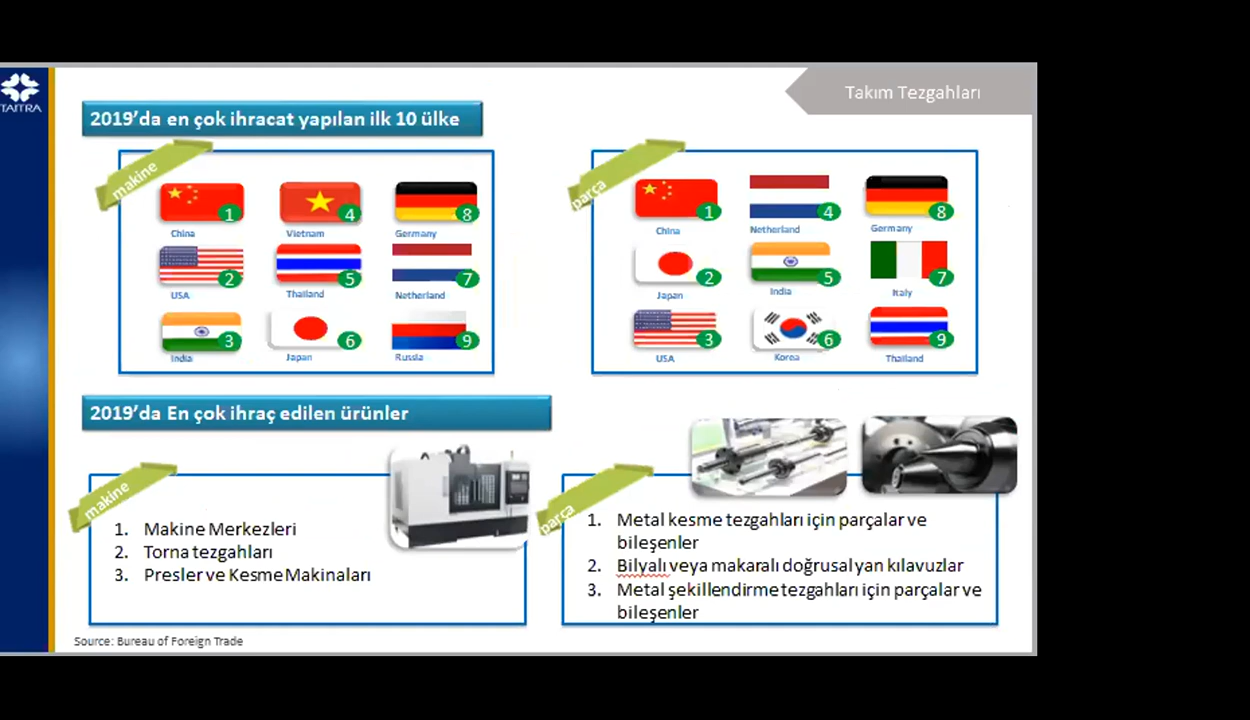 TAITRA
Takım Tezgahları
2019'da en çok ihracat yapılan ilk 10 ülke
makine
1
China
4
Vietnam
8
Germany
2
USA
5
Thailand
7
Netherland
3
India
6
Japan
9
Russia
parça
1
China
4
Netherland
8
Germany
2
Japan
5
India
7
Italy
3
USA
6
Korea
9
Thailand
2019'da En çok ihraç edilen ürünler
makine
1. Makine Merkezleri
2. Torna tezgahları
3. Presler ve Kesme Makinaları
parça
1. Metal kesme tezgahları için parçalar ve
bileşenler
2. Bilyalı veya makaralı doğrusal yan kılavuzlar
3. Metal şekillendirme tezgahları için parçalar ve
bileşenler
Source: Bureau of Foreign Trade